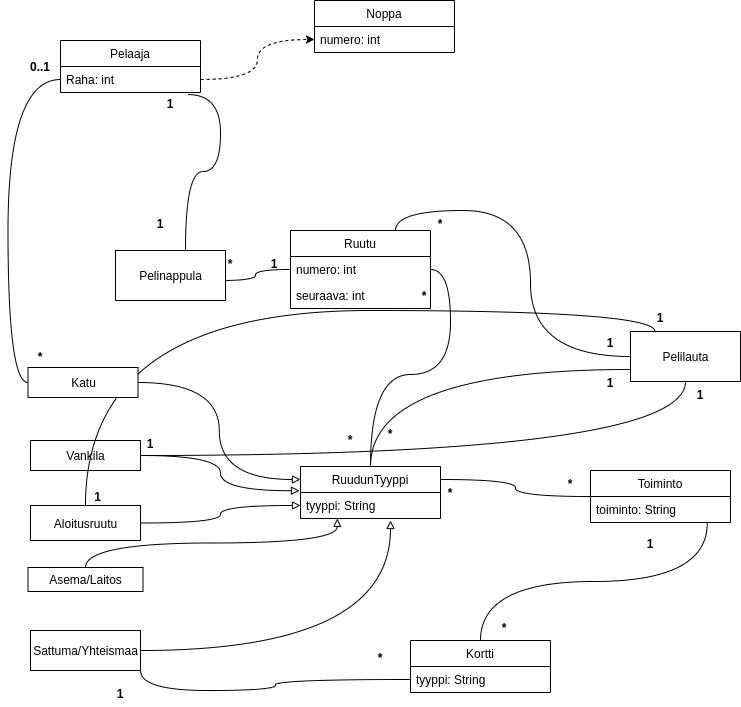 Noppa
numero: int
Pelaaja
Raha: int
0..1
1
1
Pelinappula
*
1
Ruutu
numero: int
seuraava: int
*
*
1
1
1
1
Pelilauta
*
Katu
Vankila
1
1
Aloitusruutu
Asema/Laitos
Sattuma/Yhteismaa
1
*
*
RuudunTyyppi
tyyppi: String
*
*
Toiminto
toiminto: String
1
*
*
Kortti
tyyppi: String